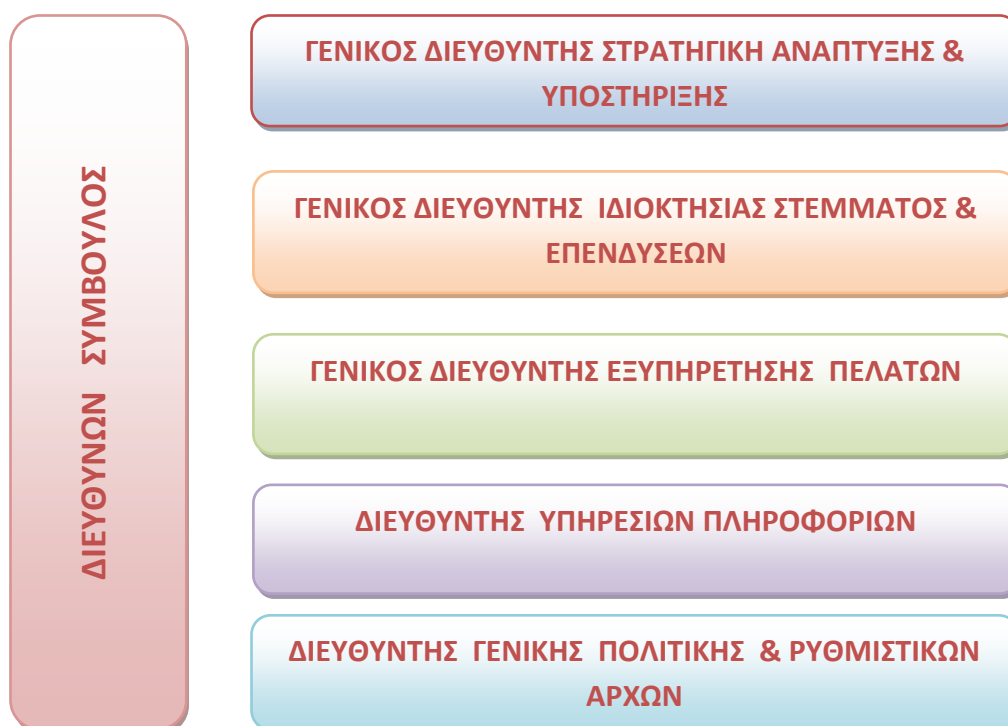 ΔΙΕΥΘΥΝΩΝ ΣΥΜΒΟΥΛΟΣ
ΓΕΝΙΚΟΣ ΔΙΕΥΘΥΝΤΗΣ ΣΤΡΑΤΗΓΙΚΗ ΑΝΑΠΤΥΞΗΣ &
ΥΠΟΣΤΗΡΙΞΗΣ
ΓΕΝΙΚΟΣ ΔΙΕΥΘΥΝΤΗΣ ΙΔΙΟΚΤΗΣΙΑΣ ΣΤΕΜΜΑΤΟΣ &
ΕΠΕΝΔΥΣΕΩΝ
ΓΕΝΙΚΟΣ ΔΙΕΥΘΥΝΤΗΣ ΕΞΥΠΗΡΕΤΗΣΗΣ ΠΕΛΑΤΩΝ
ΔΙΕΥΘΥΝΤΗΣ ΥΠΗΡΕΣΙΩΝ ΠΛΗΡΟΦΟΡΙΩΝ
ΔΙΕΥΘΥΝΤΗΣ ΓΕΝΙΚΗΣ ΠΟΛΙΤΙΚΗΣ & ΡΥΘΜΙΣΤΙΚΩΝ
ΑΡΧΩΝ